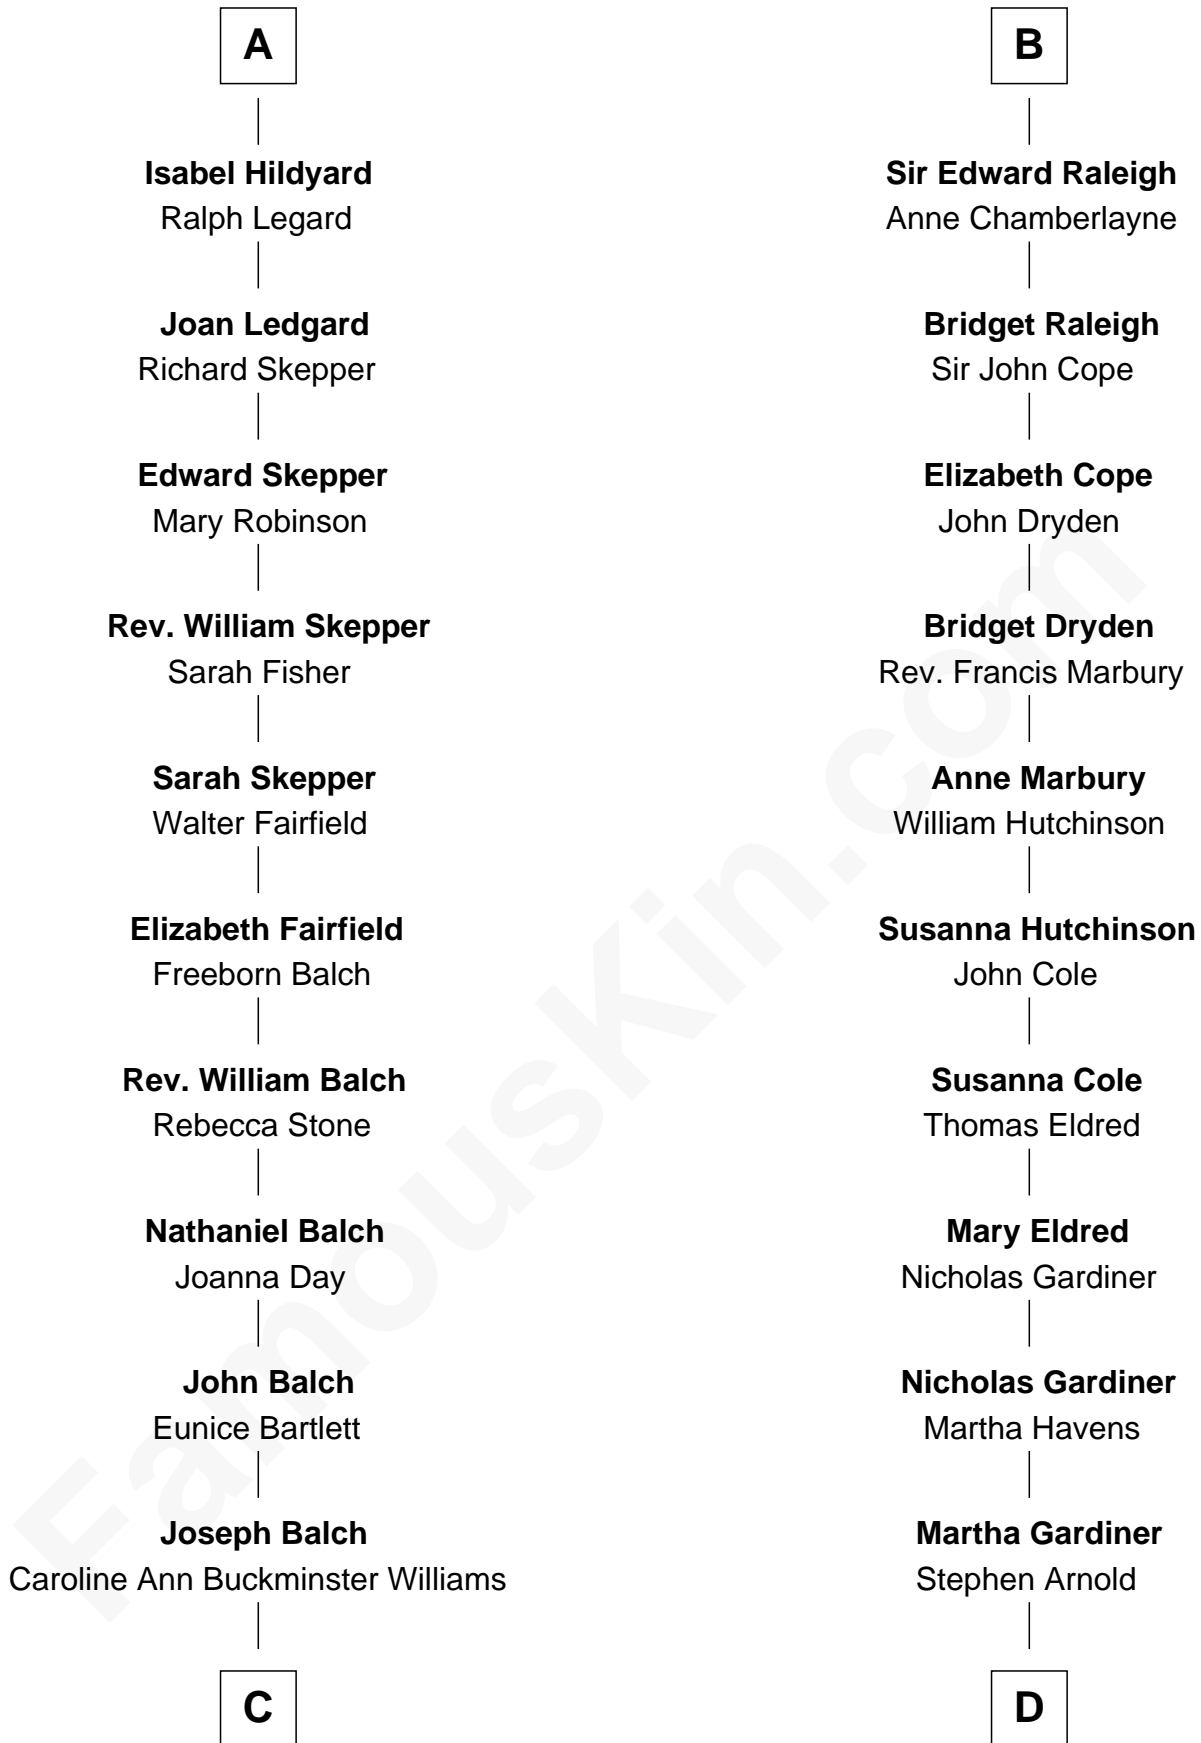 A
Isabel Hildyard
Ralph Legard
Joan Ledgard
Richard Skepper
Edward Skepper
Mary Robinson
Rev. William Skepper
Sarah Fisher
Sarah Skepper
Walter Fairfield
Elizabeth Fairfield
Freeborn Balch
Rev. William Balch
Rebecca Stone
Nathaniel Balch
Joanna Day
John Balch
Eunice Bartlett
Joseph Balch
Caroline Ann Buckminster Williams
C
B
Sir Edward Raleigh
Anne Chamberlayne
Bridget Raleigh
Sir John Cope
Elizabeth Cope
John Dryden
Bridget Dryden
Rev. Francis Marbury
Anne Marbury
William Hutchinson
Susanna Hutchinson
John Cole
Susanna Cole
Thomas Eldred
Mary Eldred
Nicholas Gardiner
Nicholas Gardiner
Martha Havens
Martha Gardiner
Stephen Arnold
D
FamousKin.com